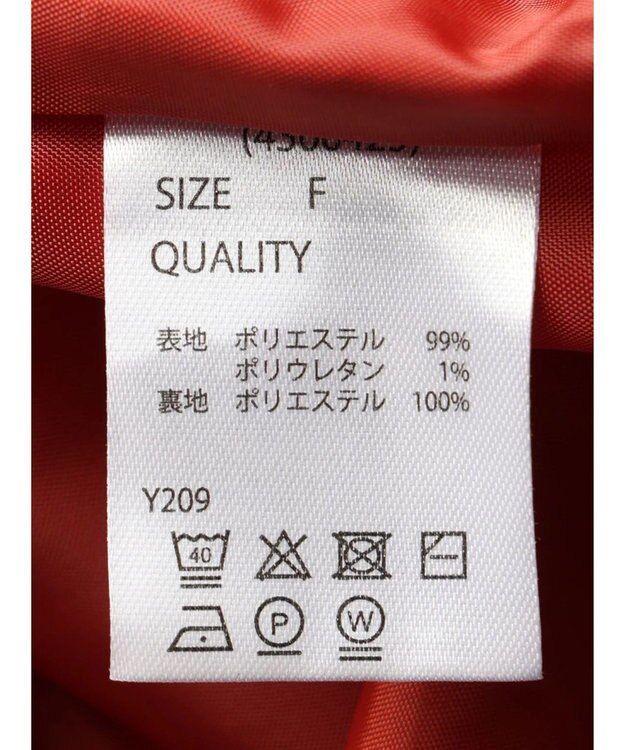 SIZE F
QUALITY
表地 ポリエステル 99%
ポリウレタン 1%
裏地 ポリエステル 100%
Y209
40
P W